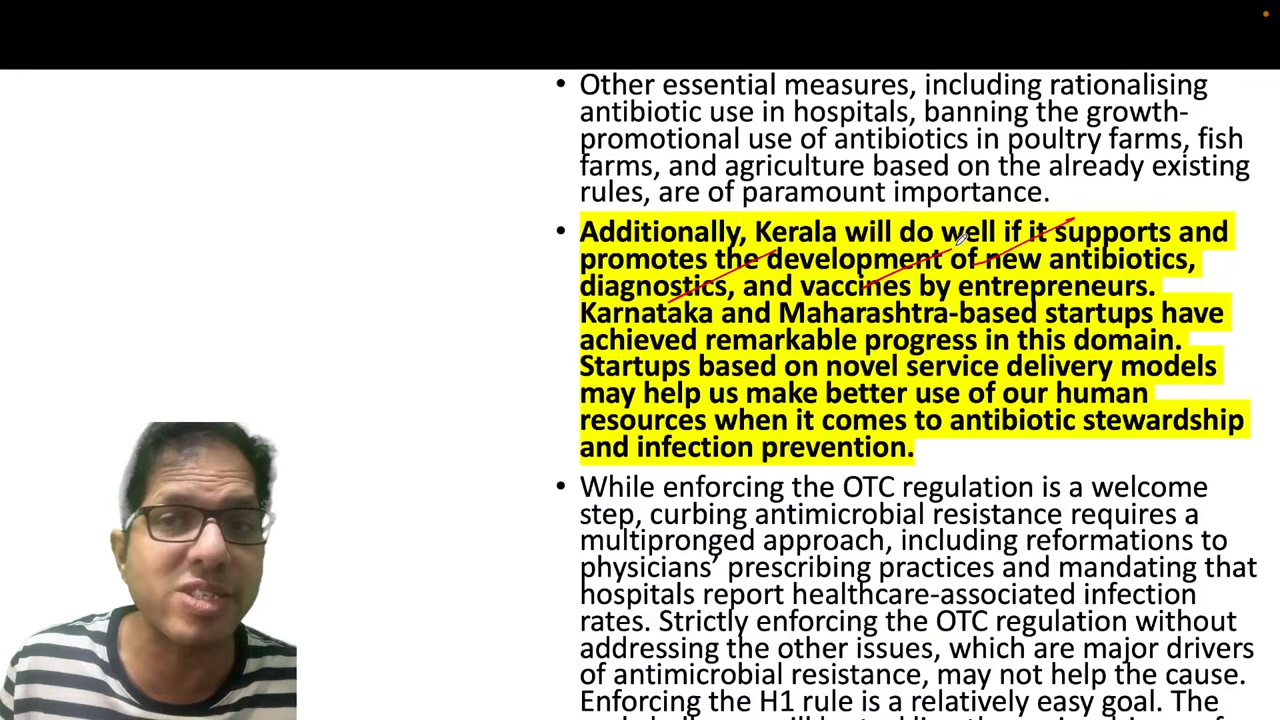 • Other essential measures, including rationalising
antibiotic use in hospitals, banning the growth-
promotional use of antibiotics in poultry farms, fish
farms, and agriculture based on the already existing
rules, are of paramount importance.
• Additionally, Kerala will do well if it supports and
promotes the development of new antibiotics,
diagnostics, and vaccines by entrepreneurs.
Karnataka and Maharashtra-based startups have
achieved remarkable progress in this domain.
Startups based on novel service delivery models
may help us make better use of our human
resources when it comes to antibiotic stewardship
and infection prevention.
• While enforcing the OTC regulation is a welcome
step, curbing antimicrobial resistance requires a
multipronged approach, including reformations to
physicians’ prescribing practices and mandating that
hospitals report healthcare-associated infection
rates. Strictly enforcing the OTC regulation without
addressing the other issues, which are major drivers
of antimicrobial resistance, may not help the cause.
Enforcing the H1 rule is a relatively easy goal. The